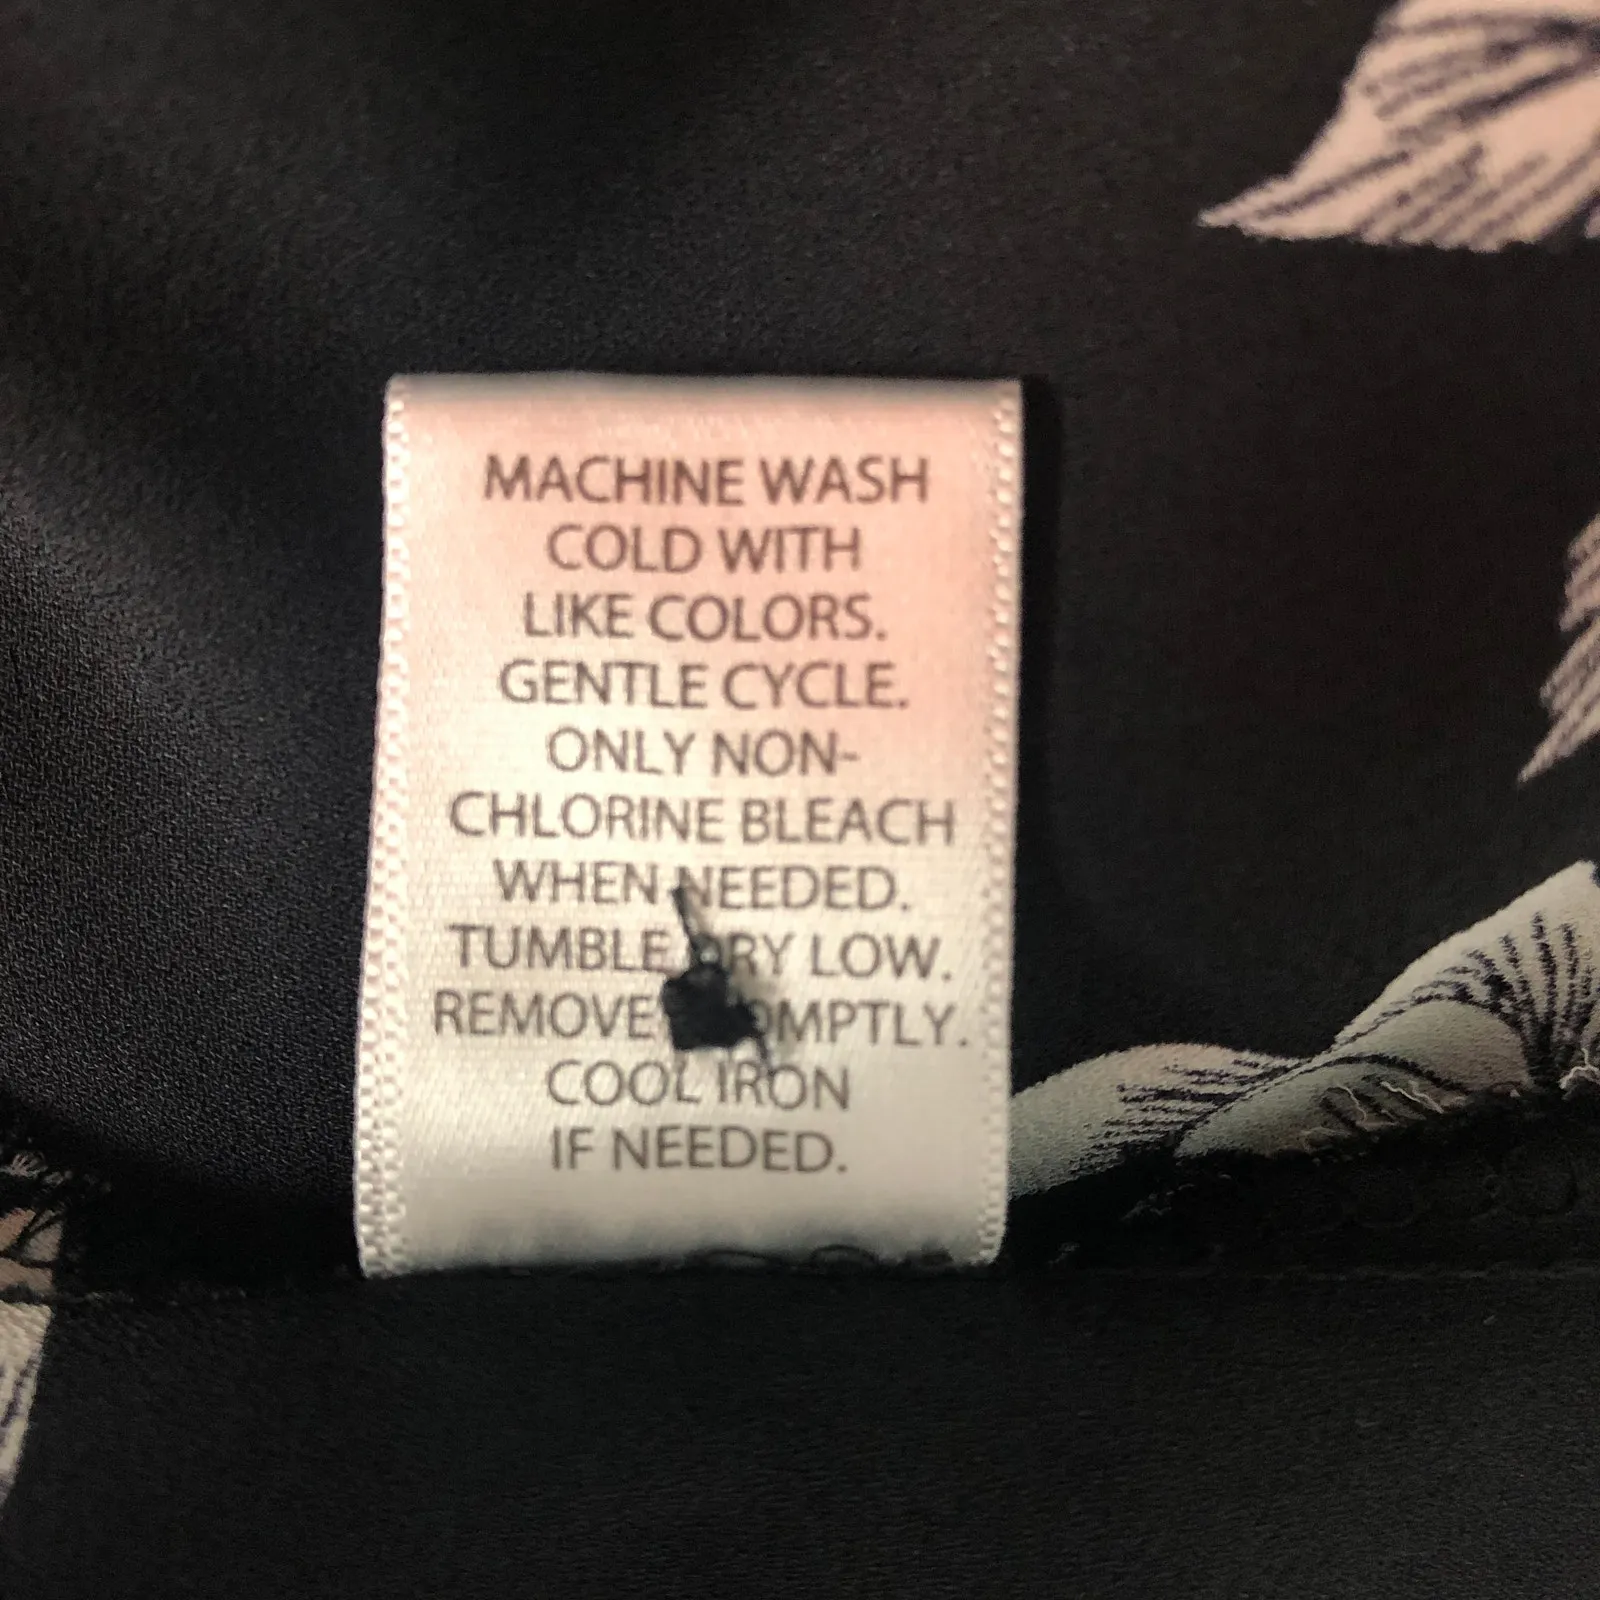 MACHINE WASH
COLD WITH
LIKE COLORS.
GENTLE CYCLE.
ONLY NON-
CHLORINE BLEACH
WHEN NEEDED.
TUMBLE DRY LOW.
REMOVE PROMPTLY.
COOL IRON
IF NEEDED.